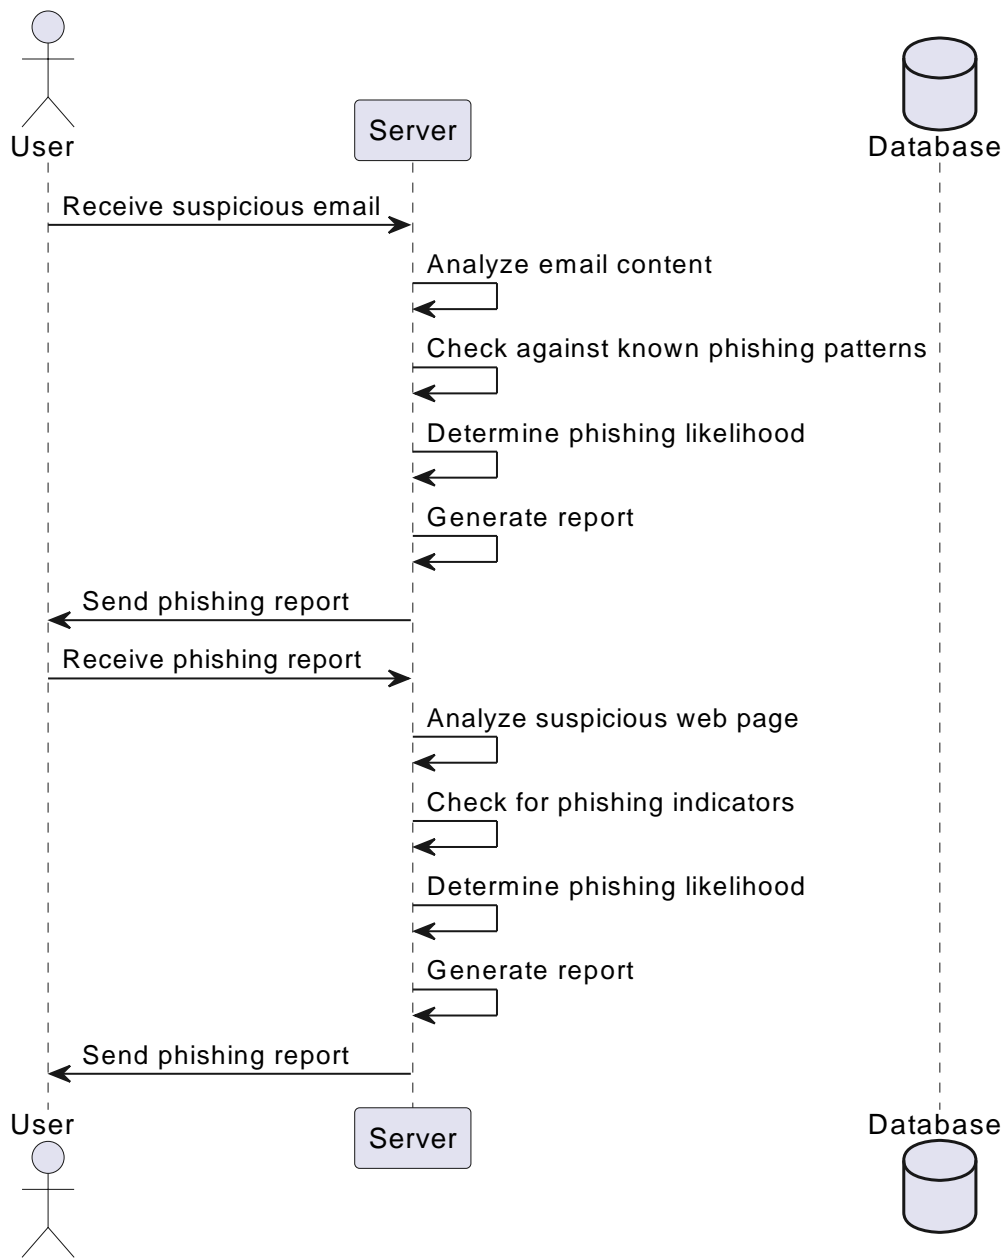 User
Server
Database
Receive suspicious email
Analyze email content
Check against known phishing patterns
Determine phishing likelihood
Generate report
Send phishing report
Receive phishing report
Analyze suspicious web page
Check for phishing indicators
Determine phishing likelihood
Generate report
Send phishing report
User
Server
Database